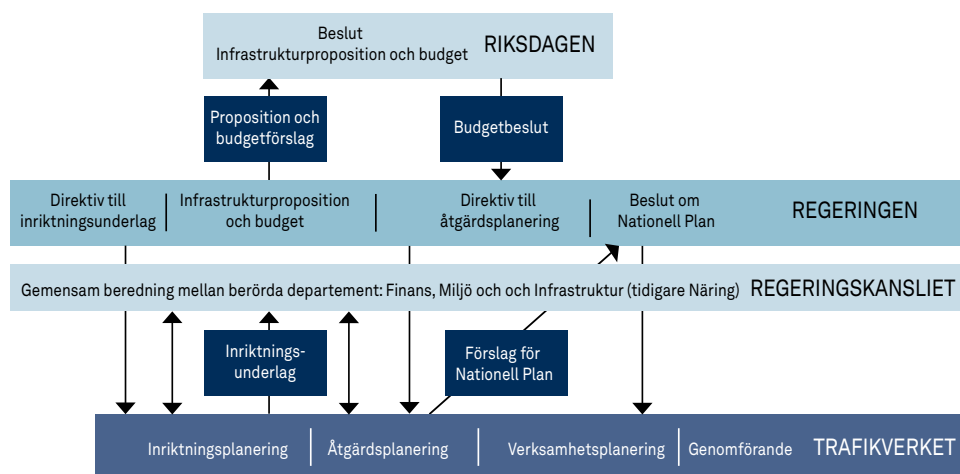 Beslut
Infrastrukturproposition och budget
RIKSDAGEN
Proposition och
budgetförslag
Budgetbeslut
Direktiv till
inriktningsunderlag
Infrastrukturproposition
och budget
Direktiv till
åtgärdsplanering
Beslut om
Nationell Plan
REGERINGEN
Gemensam beredning mellan berörda departement: Finans, Miljö och och Infrastruktur (tidigare Näring)
REGERINGSKANSLIET
Inriktnings-
underlag
Förslag för
Nationell Plan
Inriktningsplanering
Åtgärdsplanering
Verksamhetsplanering
Genomförande
TRAFIKVERKET